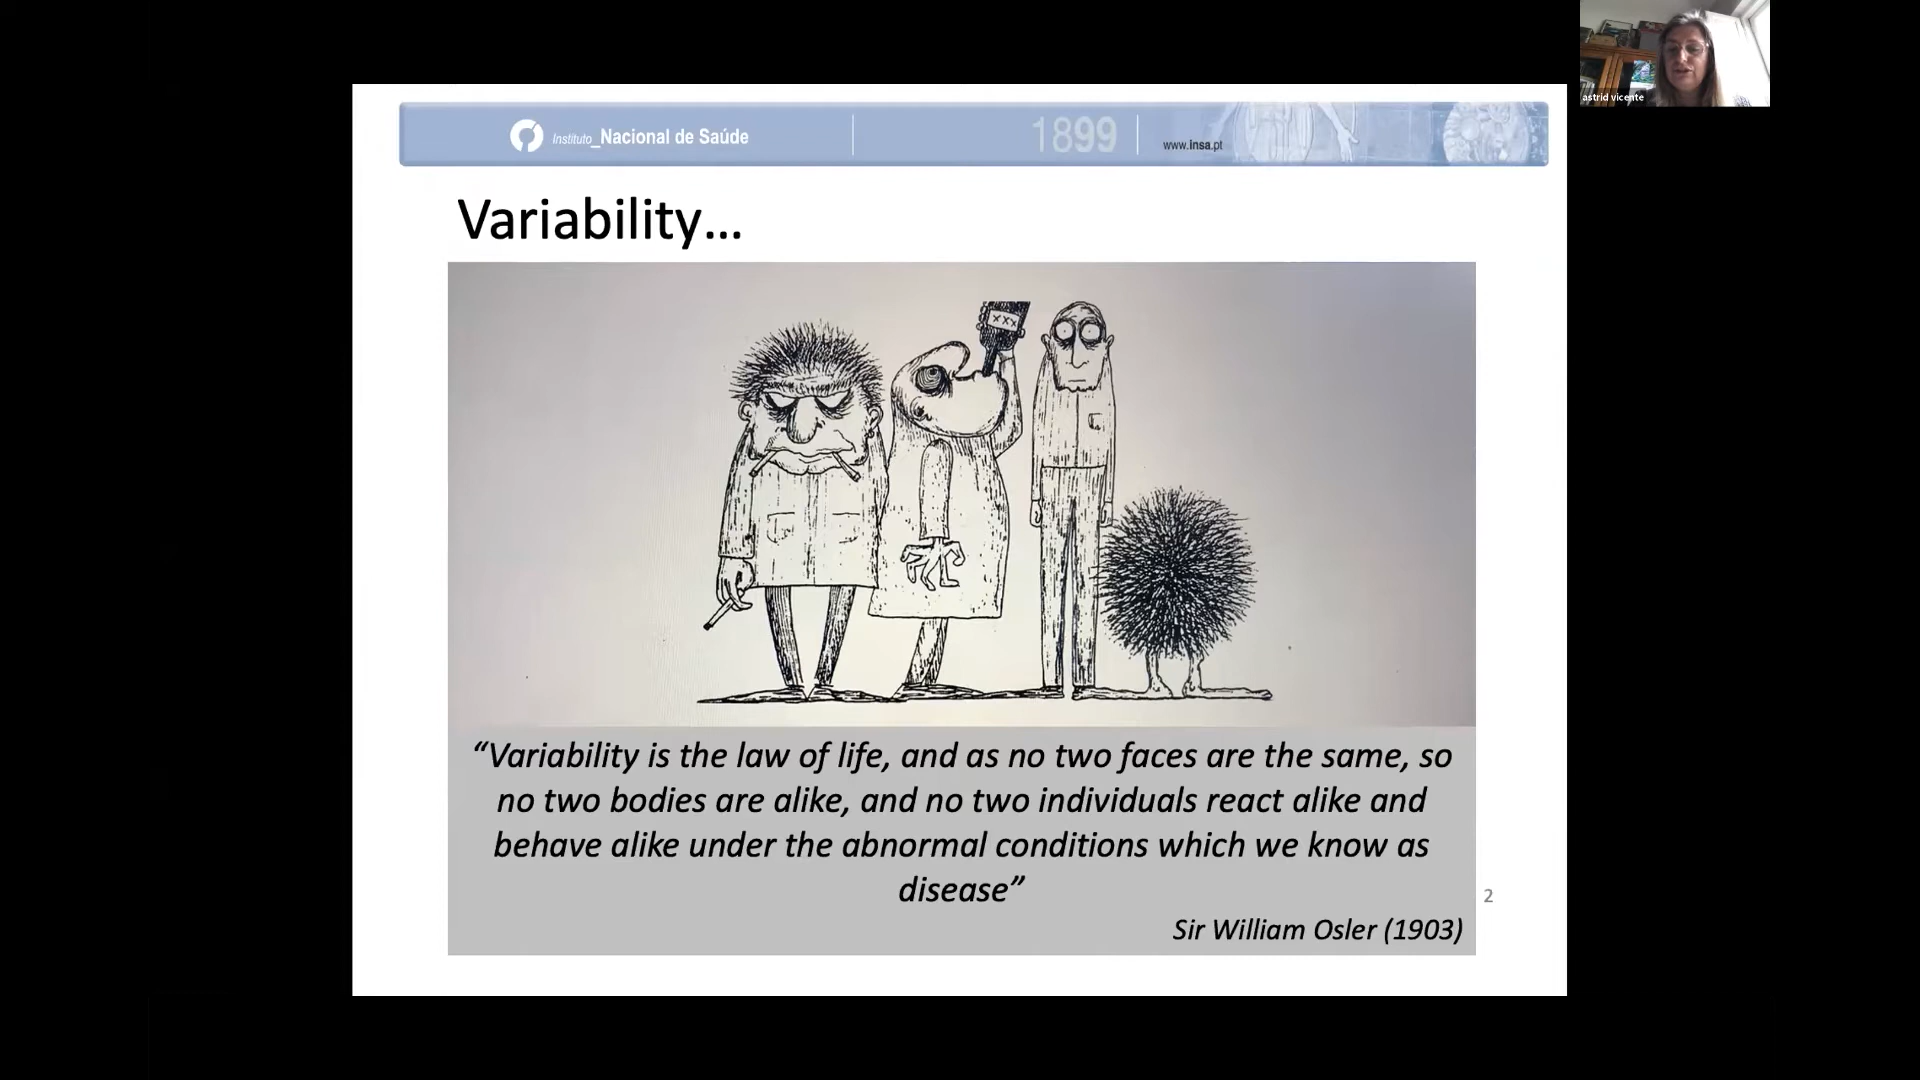 astrid vicente
Instituto_Nacional de Saúde
1899
www.insa.pt
Variability...
XXX
“Variability is the law of life, and as no two faces are the same, so
no two bodies are alike, and no two individuals react alike and
behave alike under the abnormal conditions which we know as
disease”
2
Sir William Osler (1903)